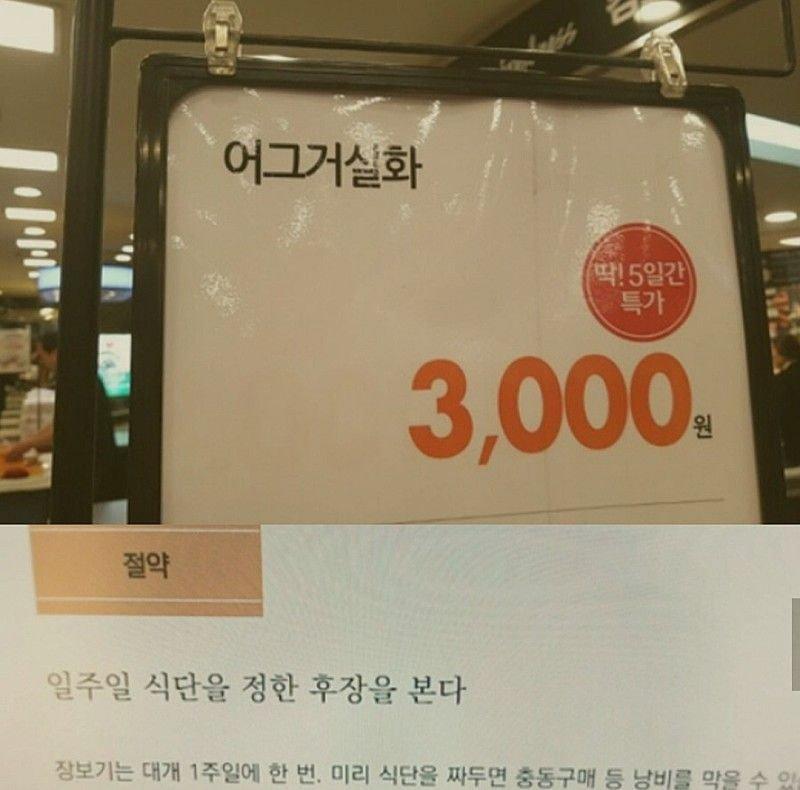 어그거실화
딱! 5일간
특가
3,000원
절약
일주일 식단을 정한 후장을 본다
장보기는 대개 1주일에 한 번. 미리 식단을 짜두면 충동구매 등 낭비를 막을 수